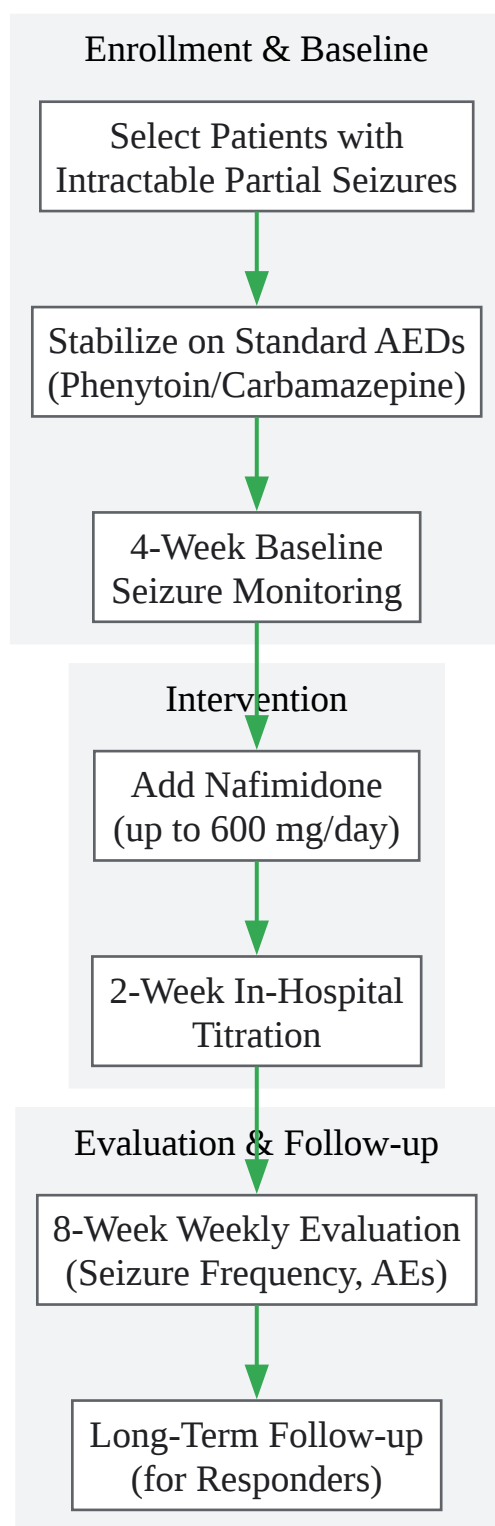 Enrollment & Baseline
Select Patients with
Intractable Partial Seizures
Stabilize on Standard AEDs
(Phenytoin/Carbamazepine)
4-Week Baseline
Seizure Monitoring
Intervention
Add Nafimidone
(up to 600 mg/day)
2-Week In-Hospital
Titration
Evaluation & Follow-up
8-Week Weekly Evaluation
(Seizure Frequency, AEs)
Long-Term Follow-up
(for Responders)